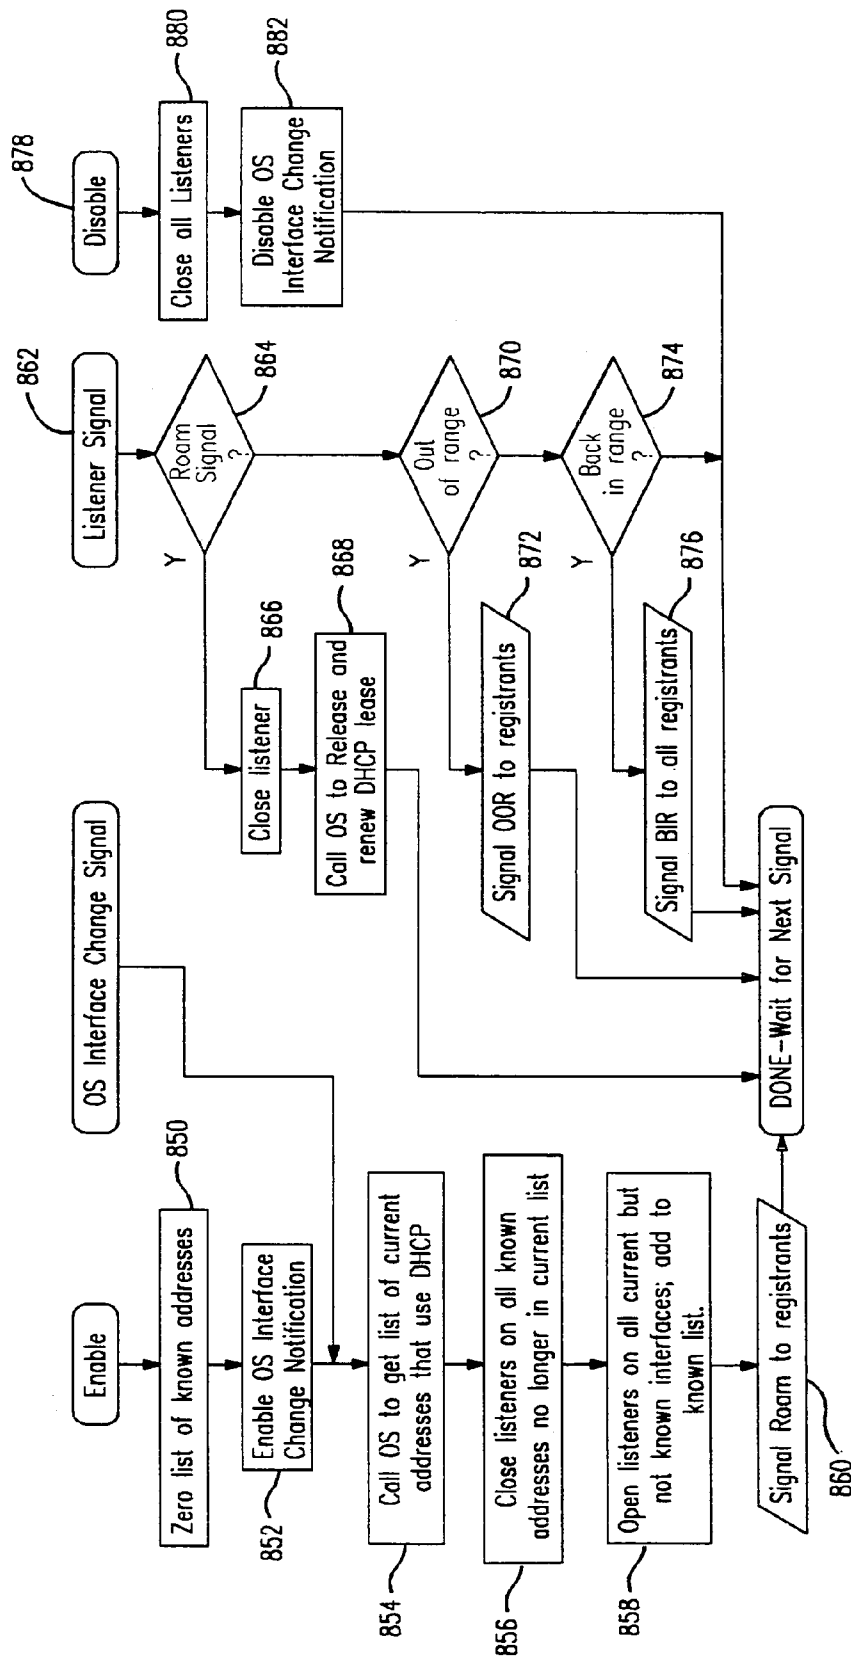 Enable
850
Zero list of known addresses
Enable OS Interface
Change Notification
852
OS Interface Change Signal
Call OS to get list of current
addresses that use DHCP
854
Close listeners on all known
addresses no longer in current list
856
Open listeners on all current but
not known interfaces; add to
known list.
858
Signal Roam to registrants
860
Listener Signal
862
Roam
Signal
?
864
Y
Close listener
866
Call OS to Release and
renew DHCP lease
868
Out
of range
?
870
Y
Signal OOR to registrants
872
Back
in range
?
874
Y
Signal BIR to all registrants
876
Disable
878
Close all Listeners
880
Disable OS
Interface Change
Notification
882
DONE-Wait for Next Signal